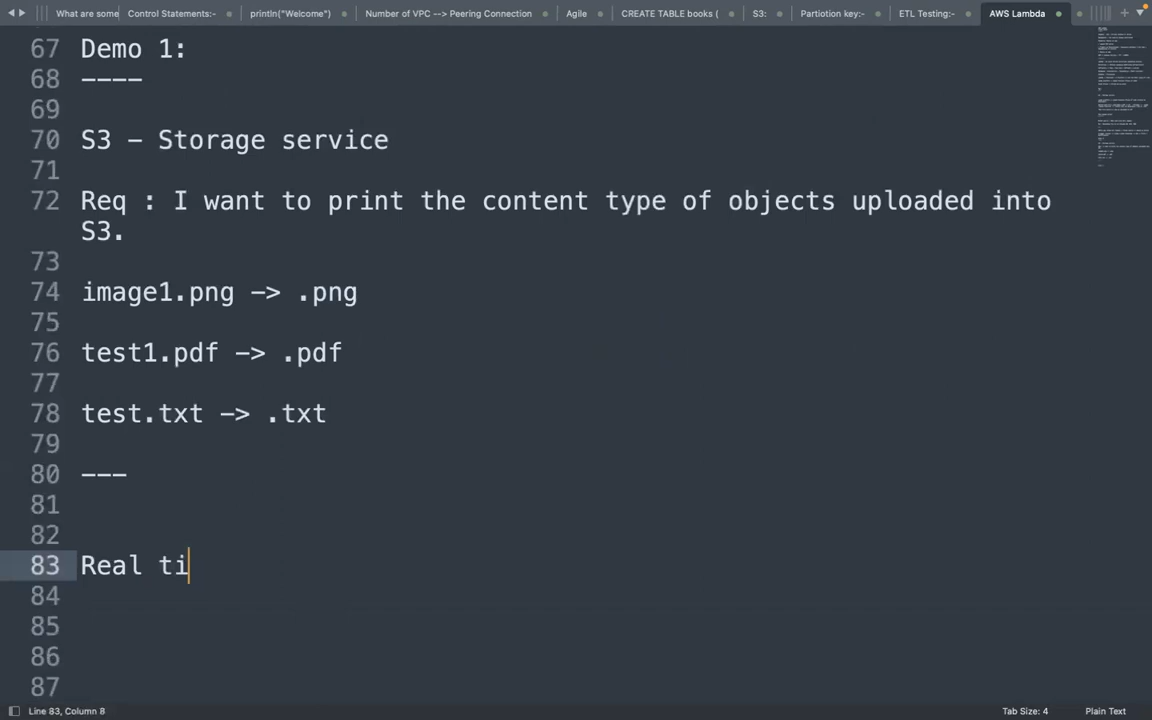 What are some
Control Statements:-
println("Welcome")
Number of VPC --> Peering Connection
Agile
CREATE TABLE books (
S3:
Partiotion key:-
ETL Testing:-
AWS Lambda
67 Demo 1:
68 ----
69
70 S3 - Storage service
71
72 Req : I want to print the content type of objects uploaded into
S3.
73
74 image1.png -> .png
75
76 test1.pdf -> .pdf
77
78 test.txt -> .txt
79
80 ---
81
82
83 Real ti
84
85
86
87
Line 83, Column 8
Tab Size: 4
Plain Text